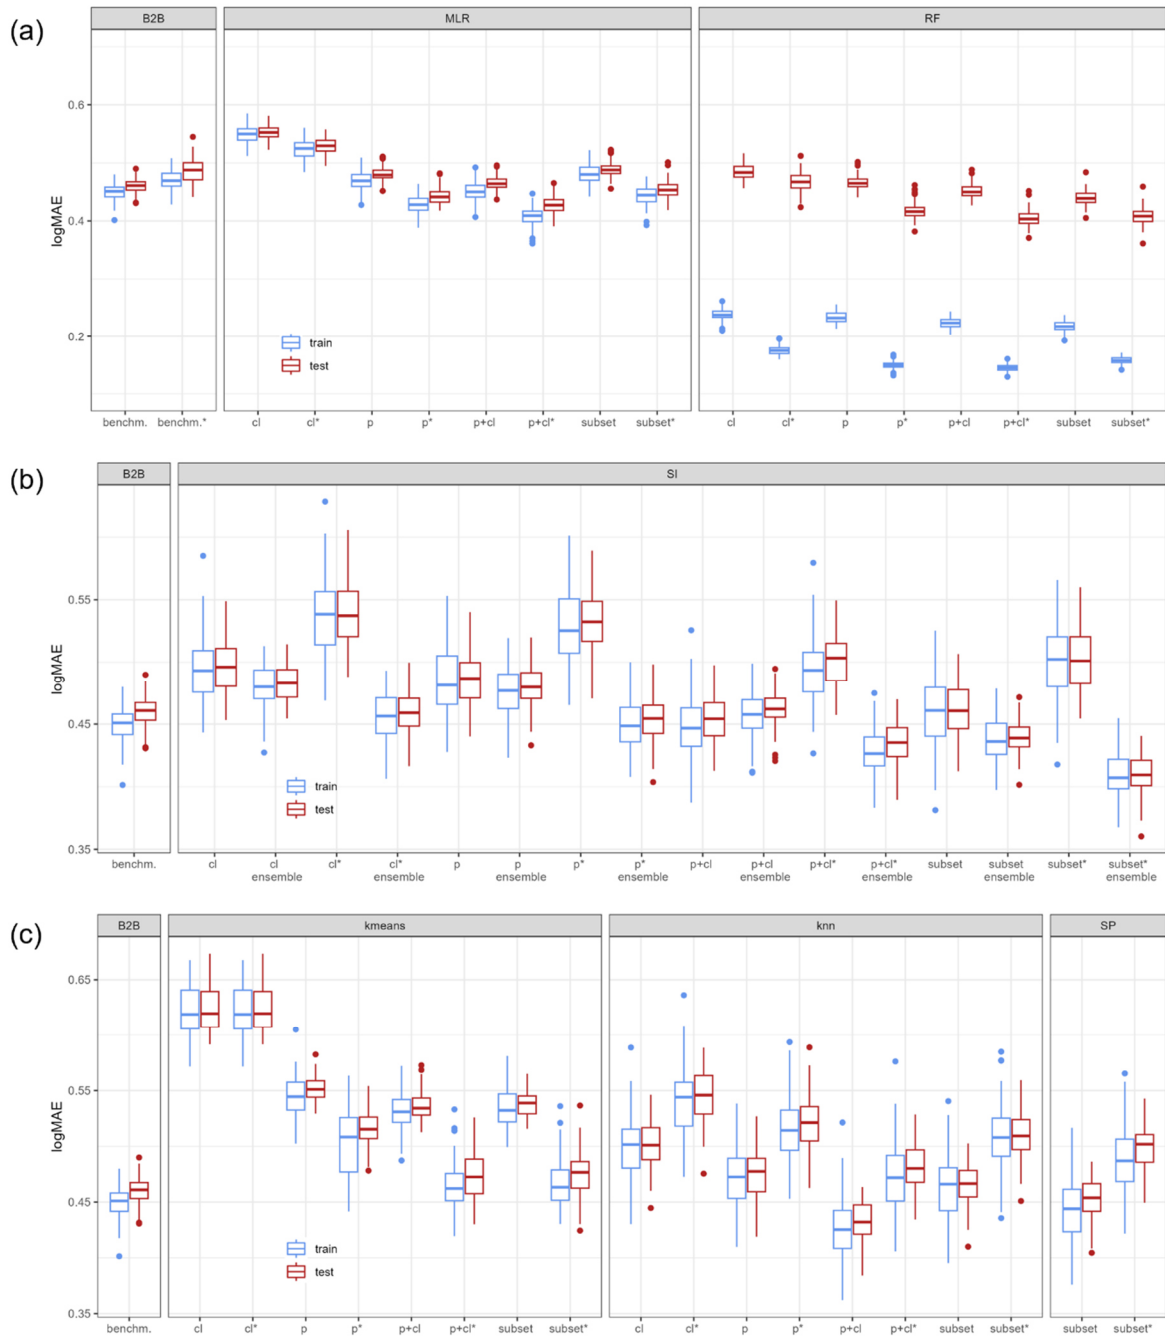 (a)
B2B MLR RF
0.6
0.4
0.2
logMAE
train
test
benchm. benchm.* cl cl* p p* p+cl p+cl* subset subset* cl cl* p p* p+cl p+cl* subset subset*
(b)
B2B SI
0.55
0.45
0.35
logMAE
train
test
benchm. cl cl cl* cl* p p p* p* p+cl p+cl p+cl* p+cl* subset subset subset* subset*
ensemble ensemble ensemble ensemble ensemble ensemble ensemble ensemble
(c)
B2B kmeans knn SP
0.65
0.55
0.45
0.35
logMAE
train
test
benchm. cl cl* p p* p+cl p+cl* subset subset* cl cl* p p* p+cl p+cl* subset subset* subset subset*